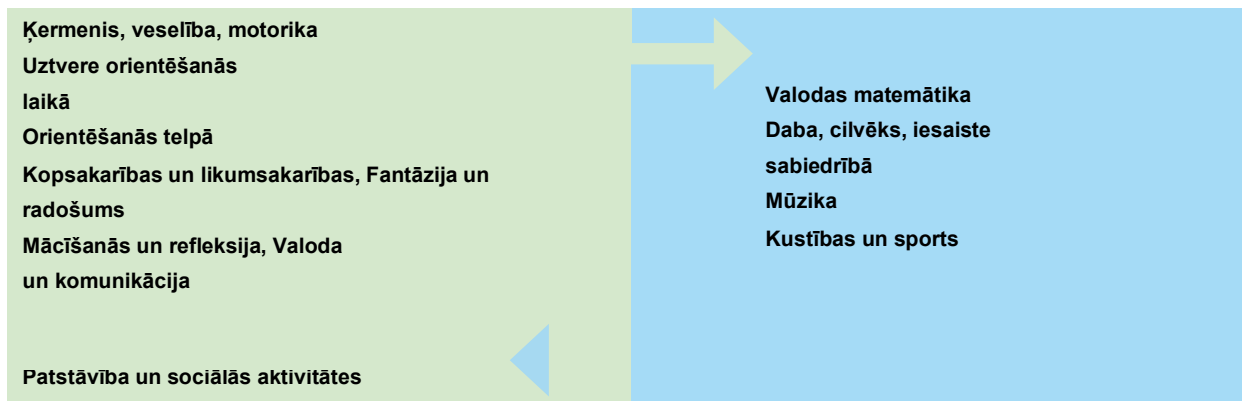 Ķermenis, veselība, motorika
Uztvere orientēšanās
laikā
Orientēšanās telpā
Kopsakarības un likumsakarības, Fantāzija un
radošums
Mācīšanās un refleksija, Valoda
un komunikācija
Patstāvība un sociālās aktivitātes
Valodas matemātika
Daba, cilvēks, iesaiste
sabiedrībā
Mūzika
Kustības un sports